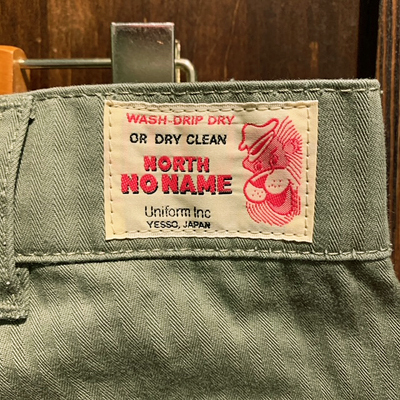 WASH-DRIP DRY
OR DRY CLEAN
NORTH
NO NAME
Uniform Inc
YESSO, JAPAN